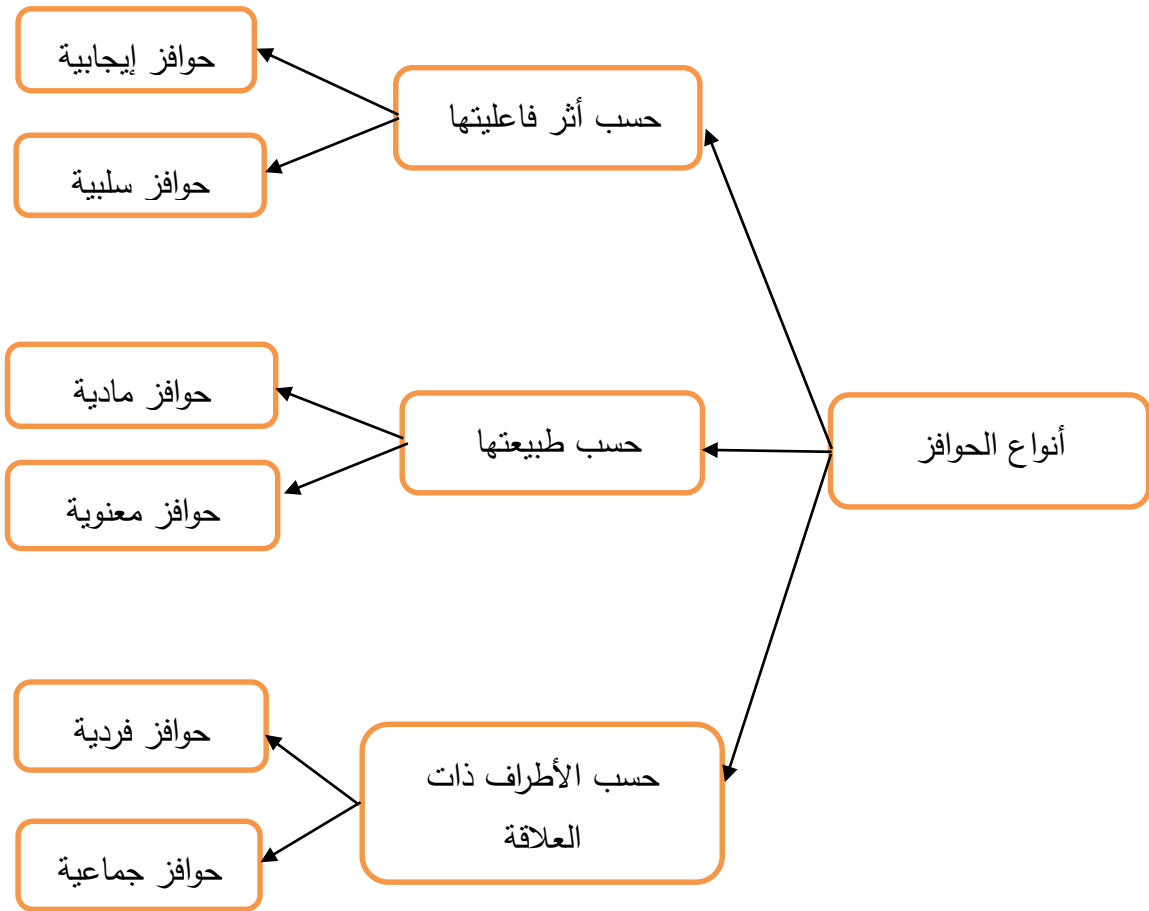 أنواع الحوافز
حسب أثر فاعليتها
حوافز إيجابية
حوافز سلبية
حسب طبيعتها
حوافز مادية
حوافز معنوية
حسب الأطراف ذات
العلاقة
حوافز فردية
حوافز جماعية